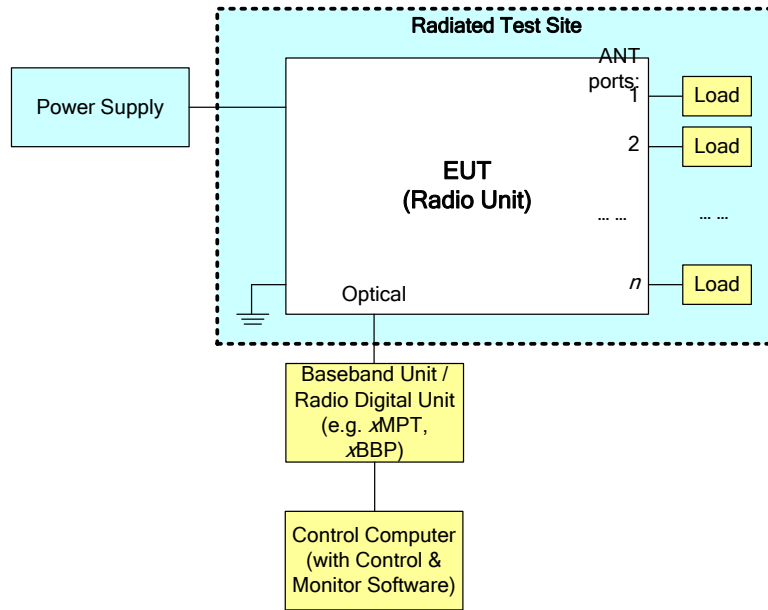 Radiated Test Site
Power Supply
ANT
ports:
1
Load
2
Load
EUT
(Radio Unit)
... ...
... ...
n
Load
Optical
Baseband Unit /
Radio Digital Unit
(e.g. xMPT,
xBBP)
Control Computer
(with Control &
Monitor Software)